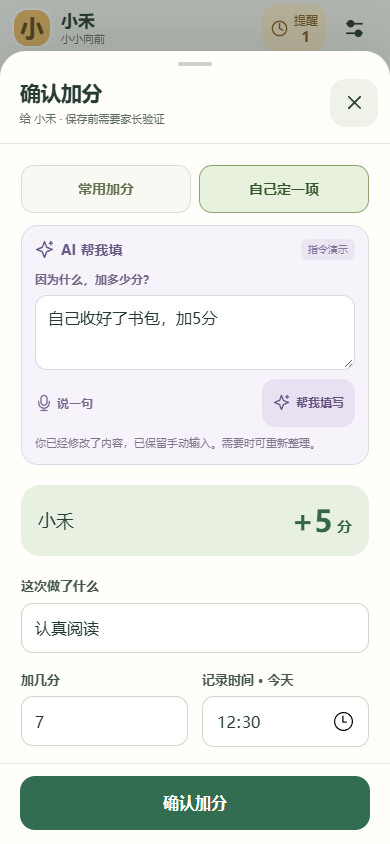 小
小禾
小小向前
提醒
1
确认加分
给 小禾 · 保存前需要家长验证
常用加分
自己定一项
AI 帮我填
指令演示
因为什么，加多少分?
自己收好了书包，加5分
说一句
帮我填写
你已经修改了内容，已保留手动输入。需要时可重新整理。
小禾
+5 分
这次做了什么
认真阅读
加几分
记录时间 • 今天
7
12:30
确认加分